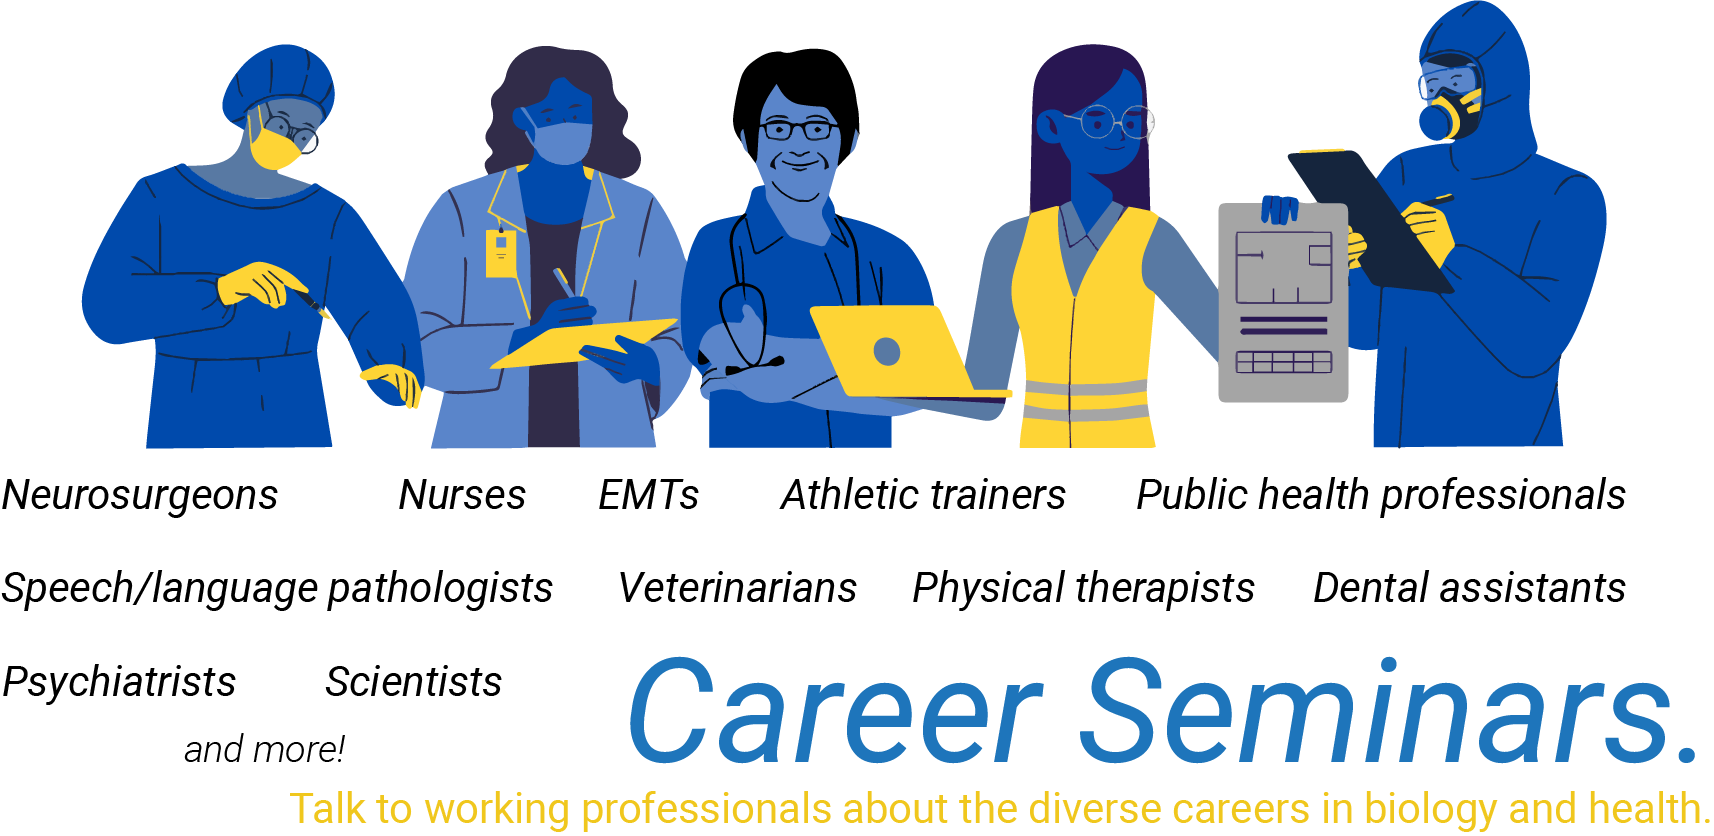 Neurosurgeons Nurses EMTs Athletic trainers Public health professionals
Speech/language pathologists Veterinarians Physical therapists Dental assistants
Psychiatrists Scientists
and more!
Career Seminars.
Talk to working professionals about the diverse careers in biology and health.